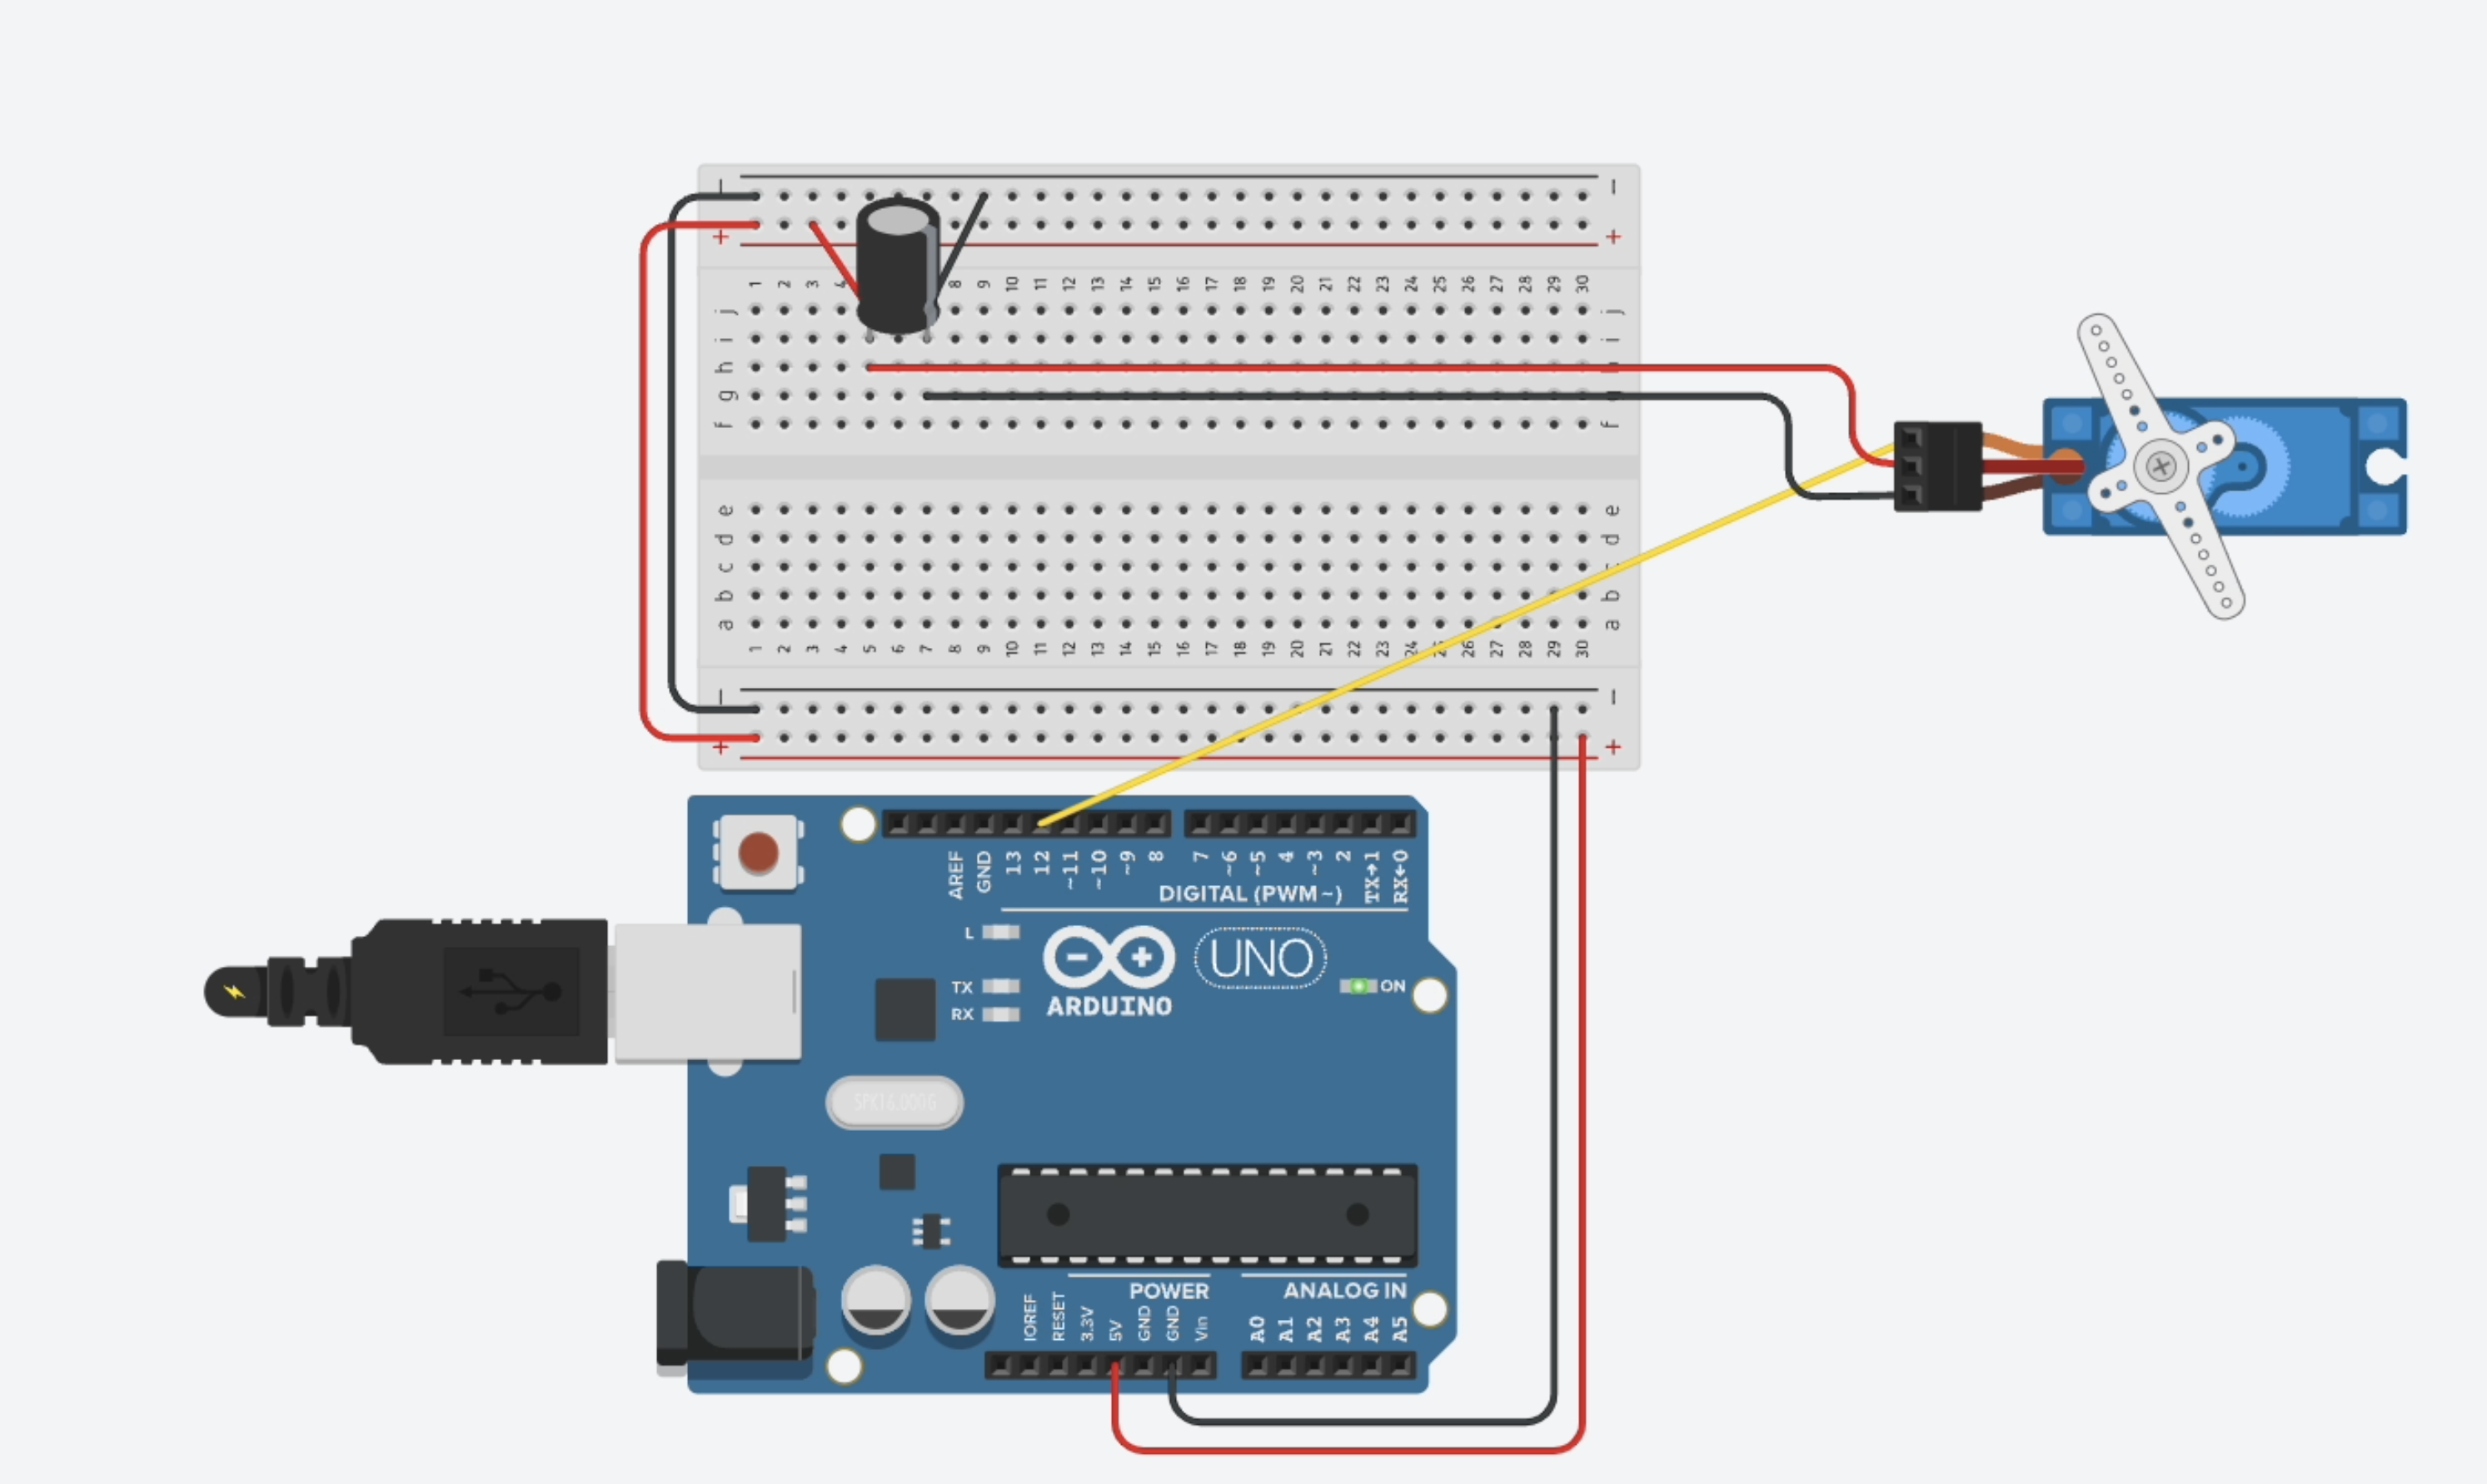 − −
+ +
1 2 3 4 8 9 10 11 12 13 14 15 16 17 18 19 20 21 22 23 24 25 26 27 28 29 30
j j
i i
h
g
f f
e e
d d
c
b b
a a
1 2 3 4 5 6 7 8 9 10 11 12 13 14 15 16 17 18 19 20 21 22 23 24 25 26 27 28 29 30
− −
+ +
AREF GND 13 12 ~11 ~10 ~9 8 7 ~6 ~5 4 ~3 2 TX→1 RX←0
DIGITAL (PWM ~)
L
UNO
TX
ON
RX
ARDUINO
SPK16.000G
POWER
ANALOG IN
IOREF RESET 3.3V 5V GND GND Vin A0 A1 A2 A3 A4 A5